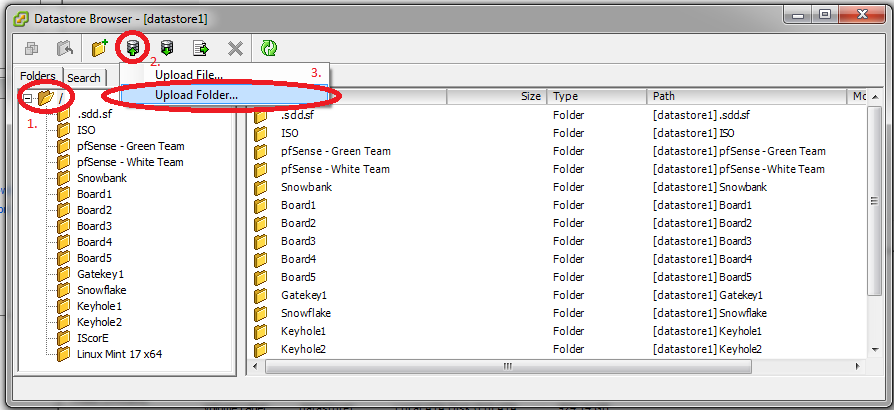 Datastore Browser - [datastore1]
2.
3.
Folders
Search
Upload File...
Upload Folder...
1.
/
.sdd.sf
ISO
pfSense - Green Team
pfSense - White Team
Snowbank
Board1
Board2
Board3
Board4
Board5
Gatekey1
Snowflake
Keyhole1
Keyhole2
IScorE
Linux Mint 17 x64
Size Type Path Mo
.sdd.sf Folder [datastore1] .sdd.sf
ISO Folder [datastore1] ISO
pfSense - Green Team Folder [datastore1] pfSense - Green Team
pfSense - White Team Folder [datastore1] pfSense - White Team
Snowbank Folder [datastore1] Snowbank
Board1 Folder [datastore1] Board1
Board2 Folder [datastore1] Board2
Board3 Folder [datastore1] Board3
Board4 Folder [datastore1] Board4
Board5 Folder [datastore1] Board5
Gatekey1 Folder [datastore1] Gatekey1
Snowflake Folder [datastore1] Snowflake
Keyhole1 Folder [datastore1] Keyhole1
Keyhole2 Folder [datastore1] Keyhole2